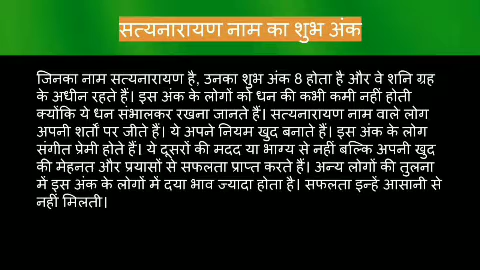 सत्यनारायण नाम का शुभ अंक
जिनका नाम सत्यनारायण है, उनका शुभ अंक 8 होता है और वे शनि ग्रह
के अधीन रहते हैं। इस अंक के लोगों को धन की कभी कमी नहीं होती
क्योंकि ये धन संभालकर रखना जानते हैं। सत्यनारायण नाम वाले लोग
अपनी शर्तों पर जीते हैं। ये अपने नियम खुद बनाते हैं। इस अंक के लोग
संगीत प्रेमी होते हैं। ये दूसरों की मदद या भाग्य से नहीं बल्कि अपनी खुद
की मेहनत और प्रयासों से सफलता प्राप्त करते हैं। अन्य लोगों की तुलना
में इस अंक के लोगों में दया भाव ज्यादा होता है। सफलता इन्हें आसानी से
नहीं मिलती।